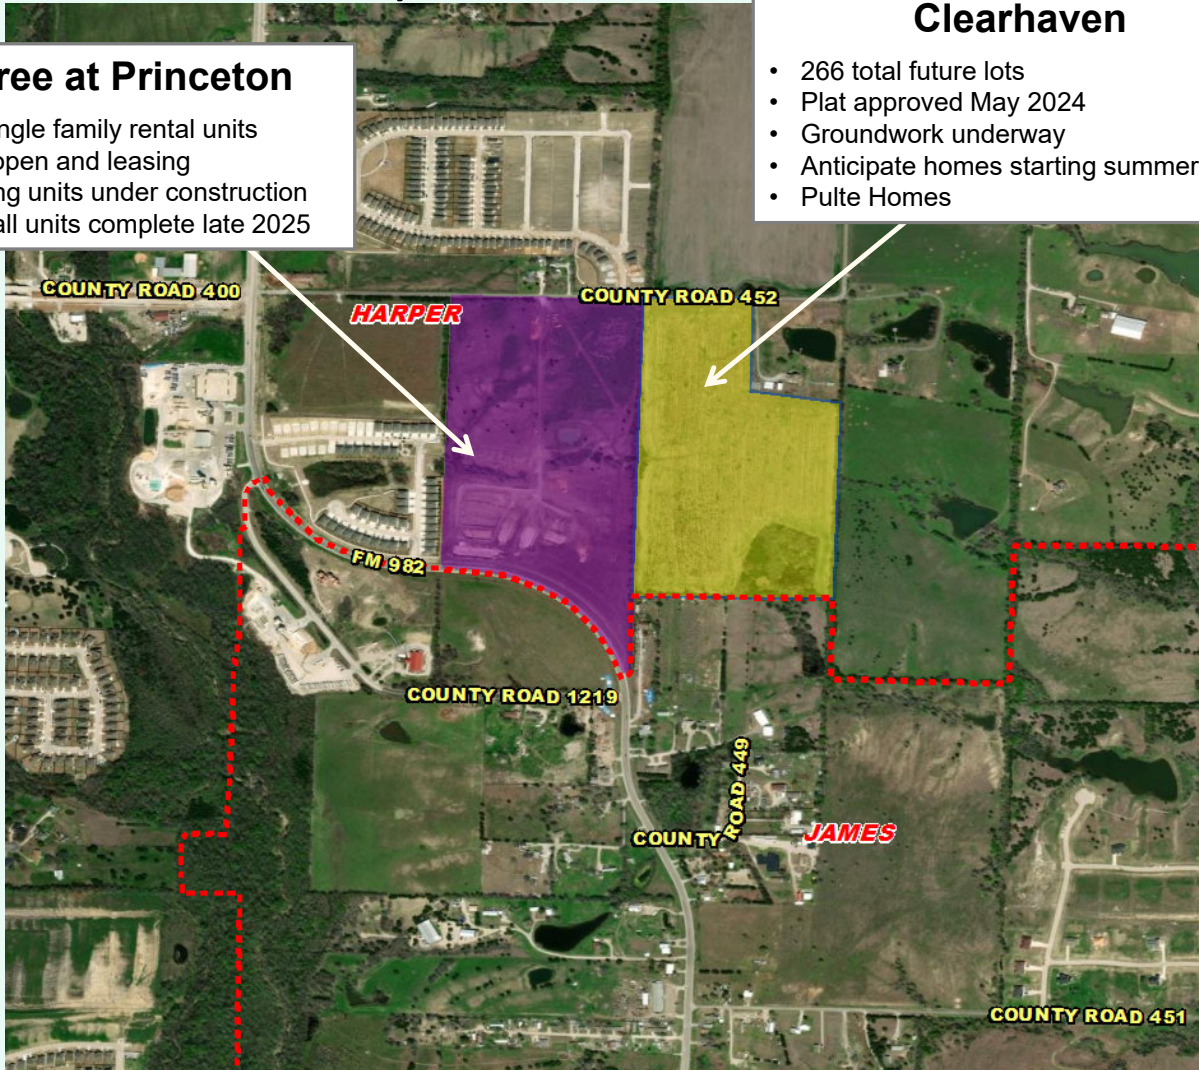 Clearhaven
• 266 total future lots
• Plat approved May 2024
• Groundwork underway
• Anticipate homes starting summer
• Pulte Homes
ree at Princeton
ngle family rental units
open and leasing
ng units under construction
all units complete late 2025
COUNTY ROAD 400
HARPER
COUNTY ROAD 452
FM 982
COUNTY ROAD 1219
COUNTY ROAD 449
JAMES
COUNTY ROAD 451